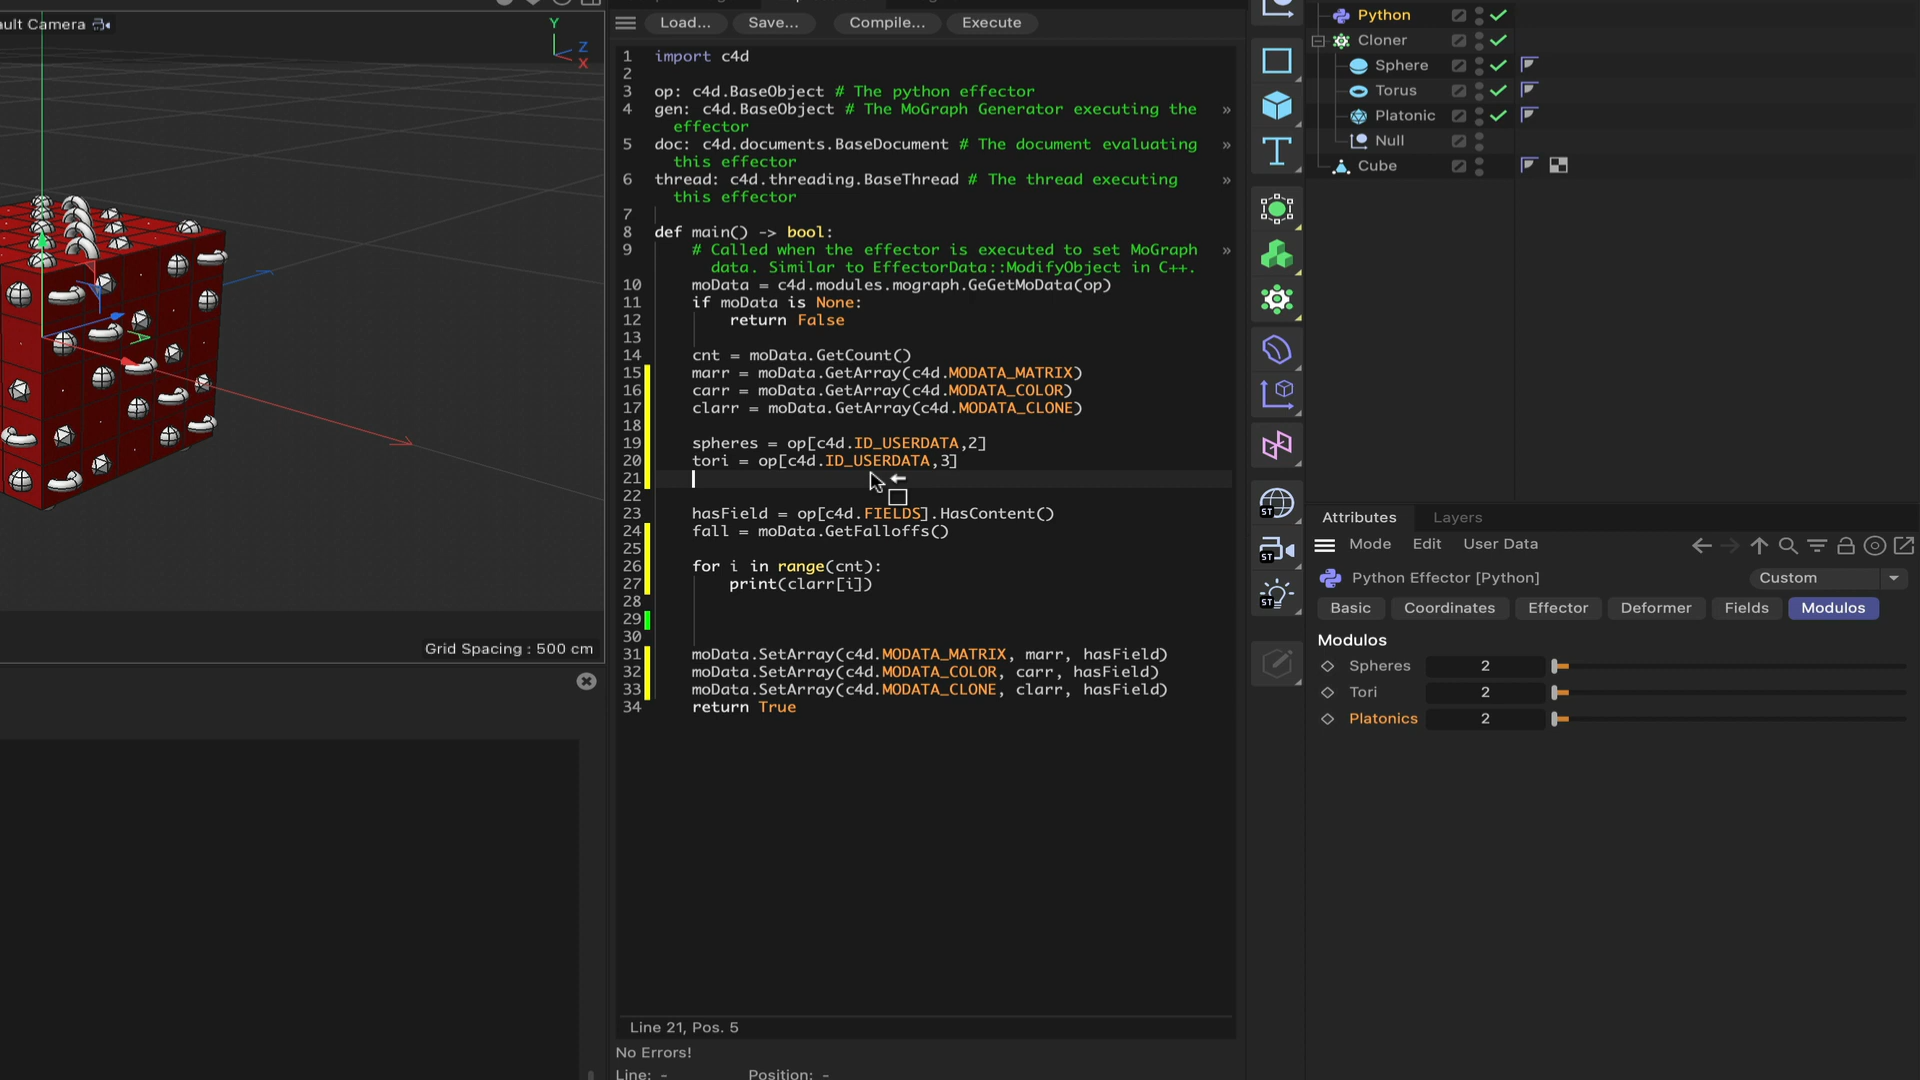 ult Camera
Y
Z
X
Grid Spacing : 500 cm
Load... Save... Compile... Execute
1 import c4d
2
3 op: c4d.BaseObject # The python effector
4 gen: c4d.BaseObject # The MoGraph Generator executing the »
effector
5 doc: c4d.documents.BaseDocument # The document evaluating »
this effector
6 thread: c4d.threading.BaseThread # The thread executing »
this effector
7
8 def main() -> bool:
9 # Called when the effector is executed to set MoGraph »
data. Similar to EffectorData::ModifyObject in C++.
10 moData = c4d.modules.mograph.GeGetMoData(op)
11 if moData is None:
12 return False
13
14 cnt = moData.GetCount()
15 marr = moData.GetArray(c4d.MODATA_MATRIX)
16 carr = moData.GetArray(c4d.MODATA_COLOR)
17 clarr = moData.GetArray(c4d.MODATA_CLONE)
18
19 spheres = op[c4d.ID_USERDATA,2]
20 tori = op[c4d.ID_USERDATA,3]
21
22
23 hasField = op[c4d.FIELDS].HasContent()
24 fall = moData.GetFalloffs()
25
26 for i in range(cnt):
27 print(clarr[i])
28
29
30
31 moData.SetArray(c4d.MODATA_MATRIX, marr, hasField)
32 moData.SetArray(c4d.MODATA_COLOR, carr, hasField)
33 moData.SetArray(c4d.MODATA_CLONE, clarr, hasField)
34 return True
Line 21, Pos. 5
No Errors!
Line: - Position: -
ST
ST
ST
Python
Cloner
Sphere
Torus
Platonic
Null
Cube
Attributes Layers
Mode Edit User Data
Python Effector [Python] Custom
Basic Coordinates Effector Deformer Fields Modulos
Modulos
Spheres 2
Tori 2
Platonics 2